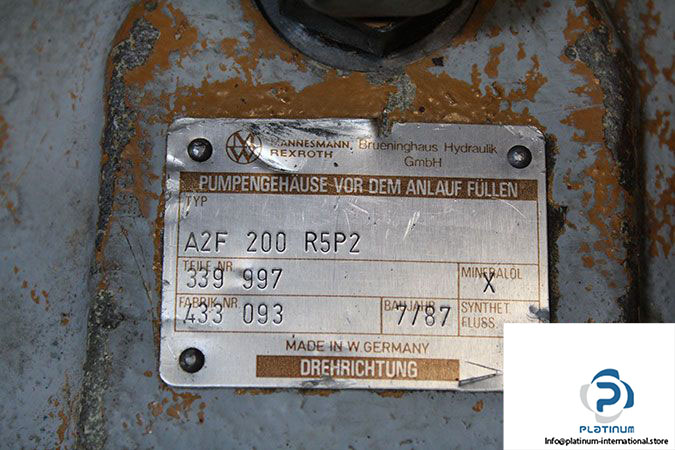 MANNESMANN REXROTH Brueninghaus Hydraulik GmbH
PUMPENGEHÄUSE VOR DEM ANLAUF FÜLLEN
TYP
A2F 200 R5P2
TEILE NR. 339 997 MINERALÖL X
FABRIK NR. 433 093 BAUJAHR 7/87 SYNTHET. FLÜSS.
MADE IN W. GERMANY
DREHRICHTUNG
PLATINUM
Info@platinum-international.store